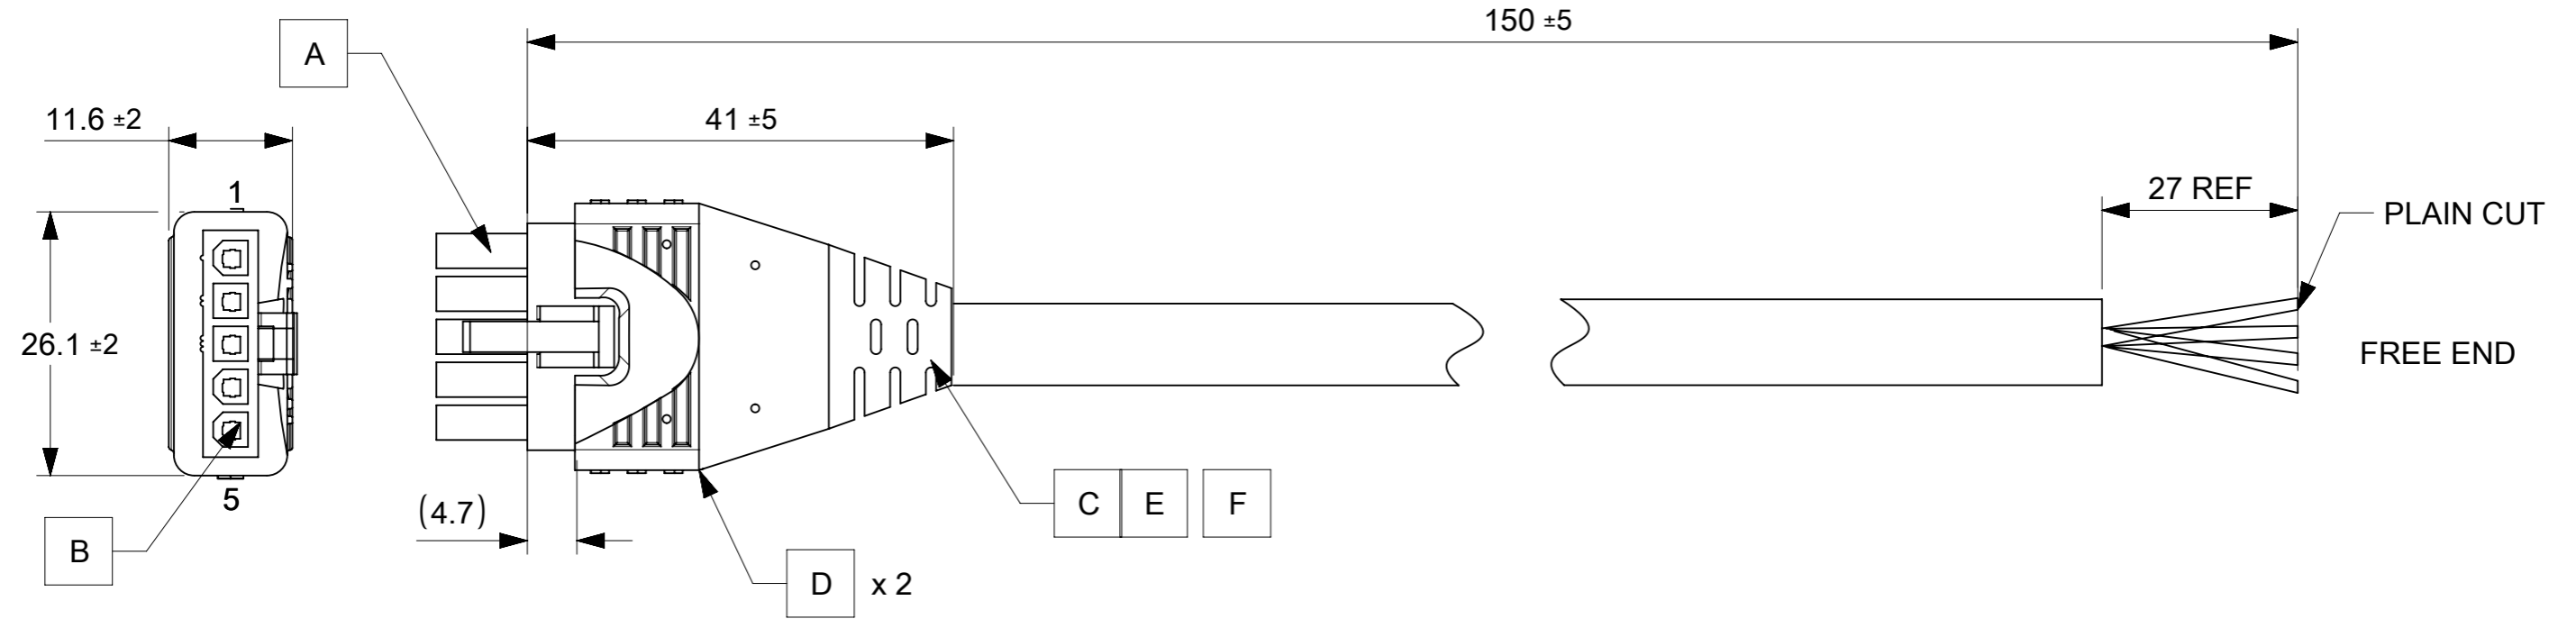 150 ±5
A
11.6 ±2
41 ±5
1
27 REF
PLAIN CUT
26.1 ±2
FREE END
5
(4.7)
C E F
B
D x 2